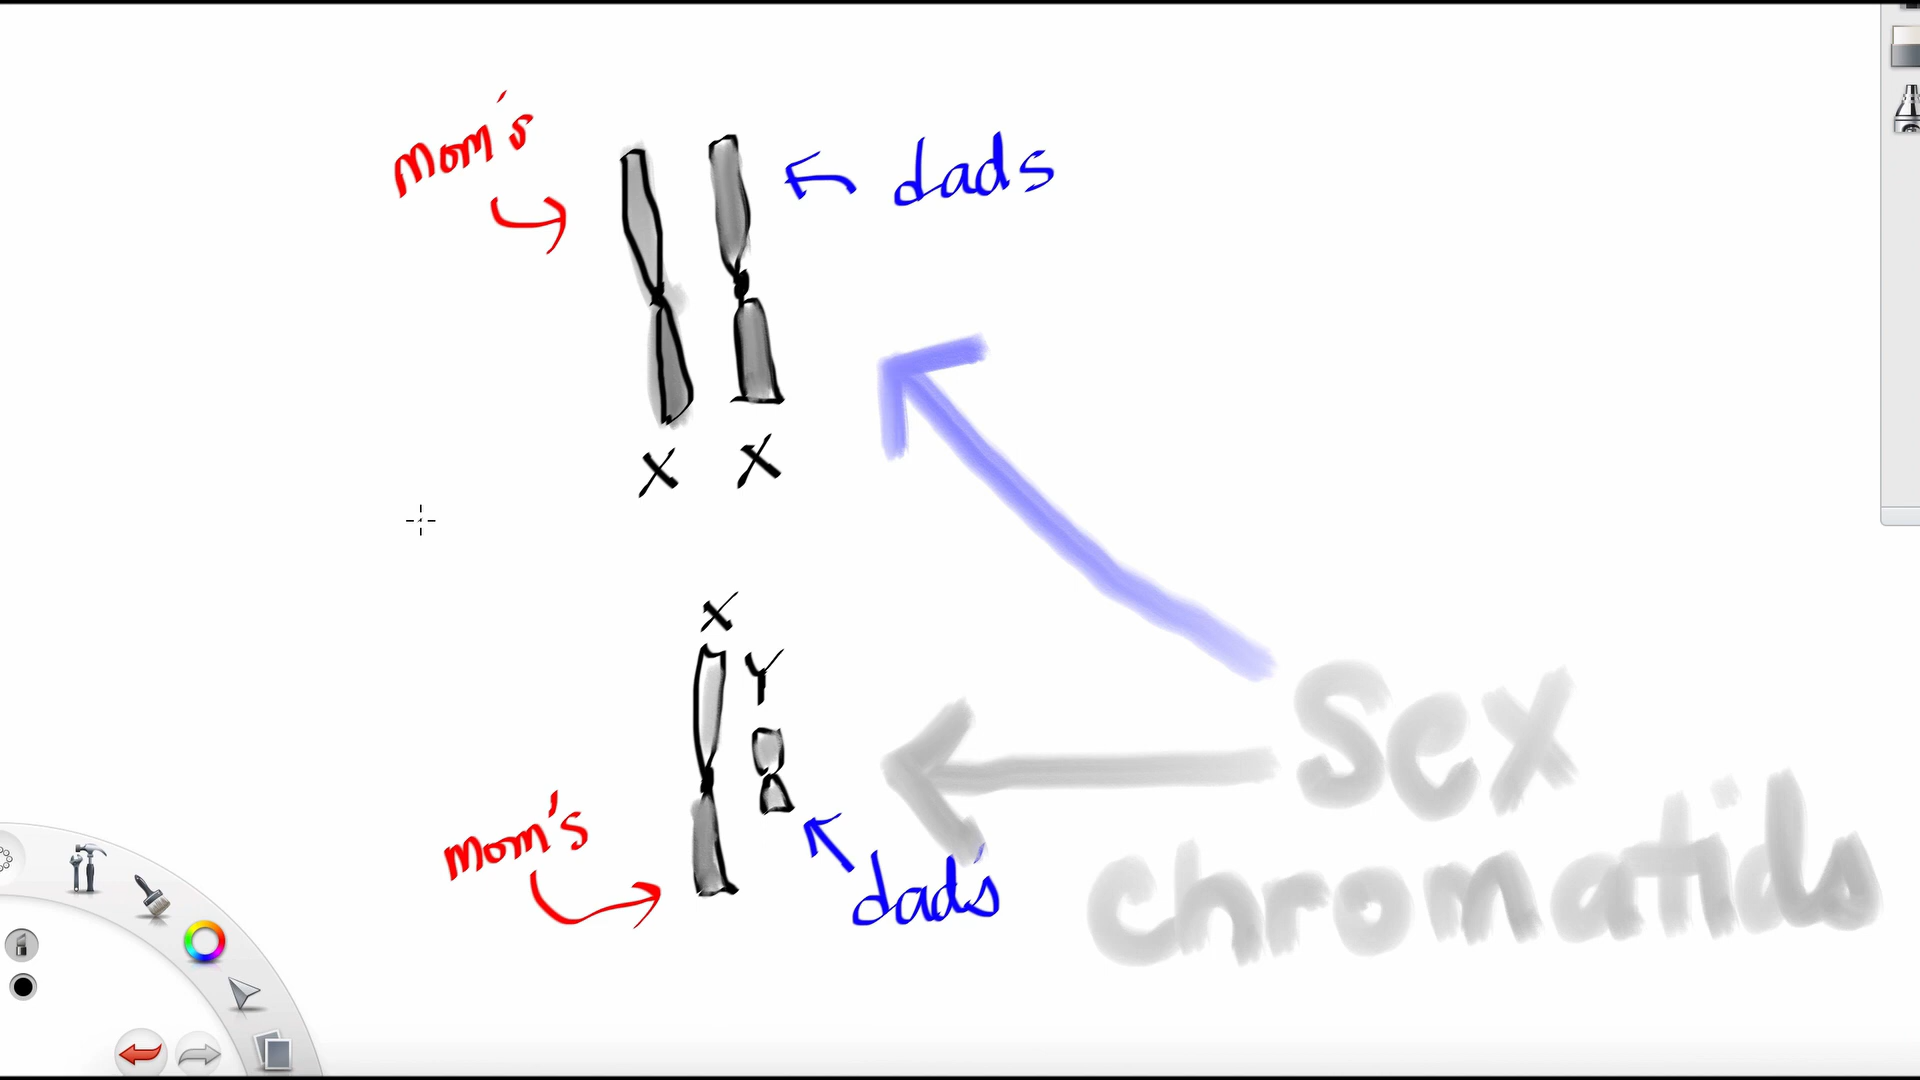 Mom's
dads
X X
X
Y
Mom's
dad's
Sex
chromatids